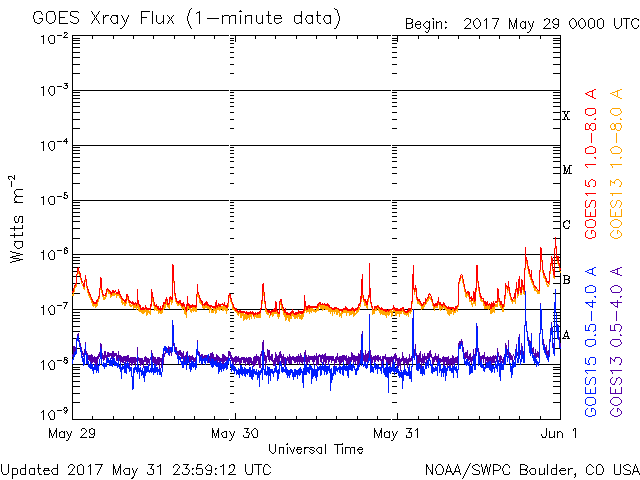 GOES Xray Flux (1-minute data)
Begin: 2017 May 29 0000 UTC
10⁻²
10⁻³
10⁻⁴
10⁻⁵
10⁻⁶
10⁻⁷
10⁻⁸
10⁻⁹
Watts m⁻²
X
M
C
B
A
GOES15 1.0-8.0 A
GOES13 1.0-8.0 A
GOES15 0.5-4.0 A
GOES13 0.5-4.0 A
May 29
May 30
May 31
Jun 1
Universal Time
Updated 2017 May 31 23:59:12 UTC
NOAA/SWPC Boulder, CO USA